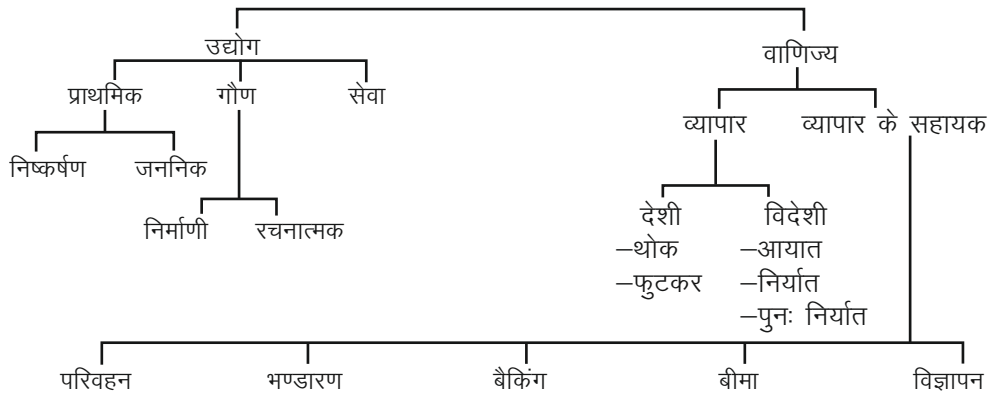 उद्योग
वाणिज्य
प्राथमिक गौण सेवा
व्यापार व्यापार के सहायक
निष्कर्षण जननिक
देशी विदेशी
निर्माणी रचनात्मक
–थोक –आयात
–फुटकर –निर्यात
–पुनः निर्यात
परिवहन भण्डारण बैकिंग बीमा विज्ञापन